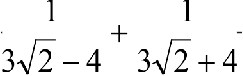 1/(3√2 − 4) + 1/(3√2 + 4)